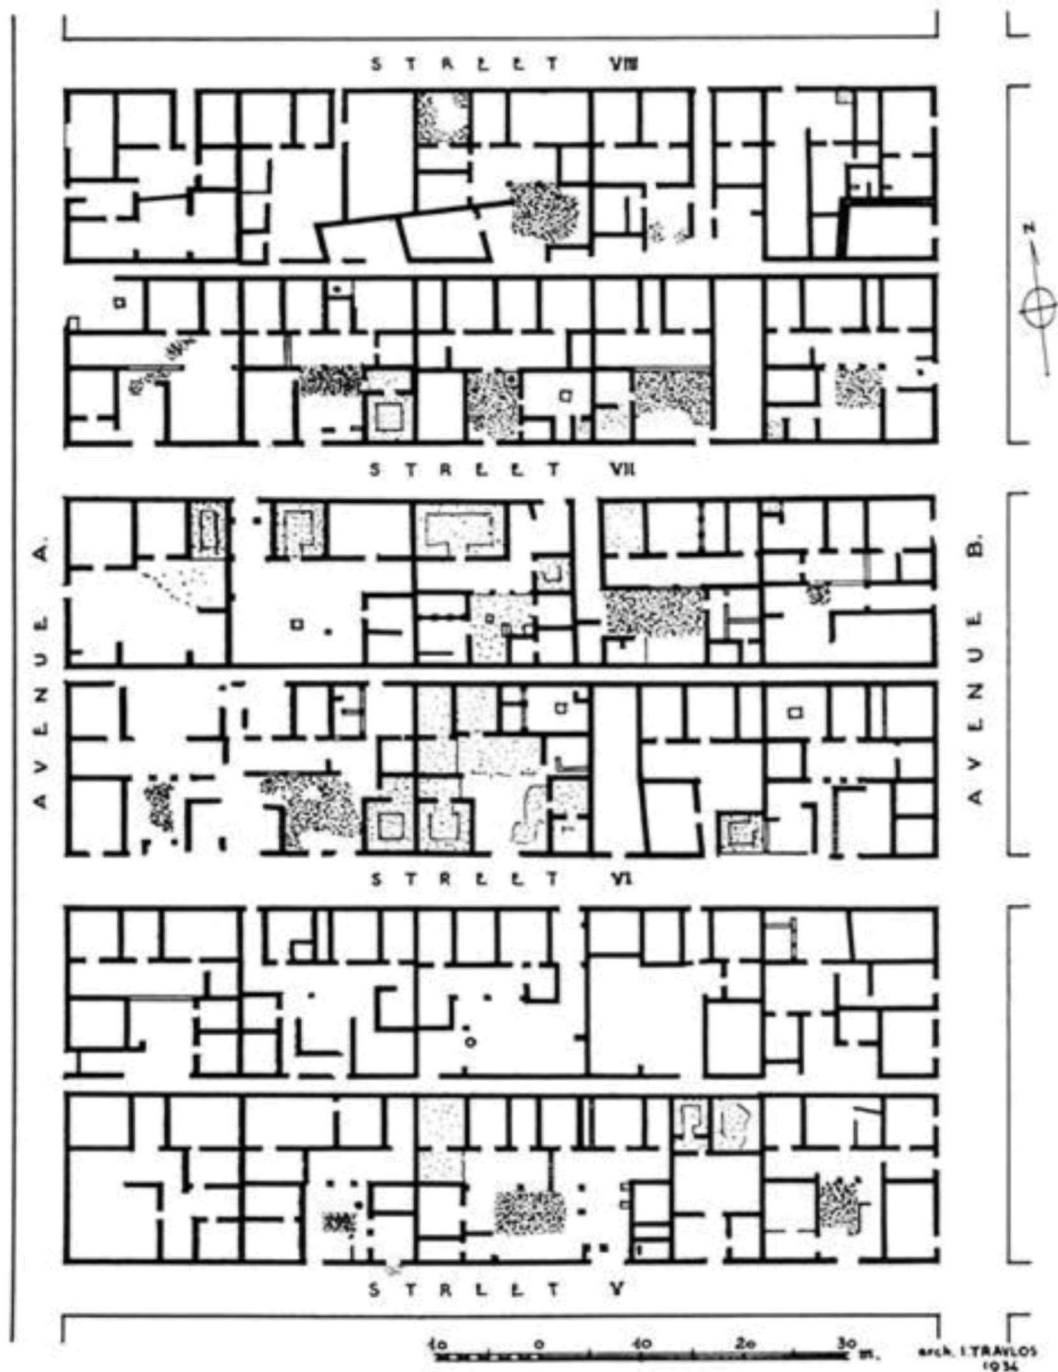 STREET VIII
N
STREET VII
AVENUE A.
AVENUE B.
STREET VI
STREET V
10 0 10 20 30 m.
arch. I. TRAVLOS
1934